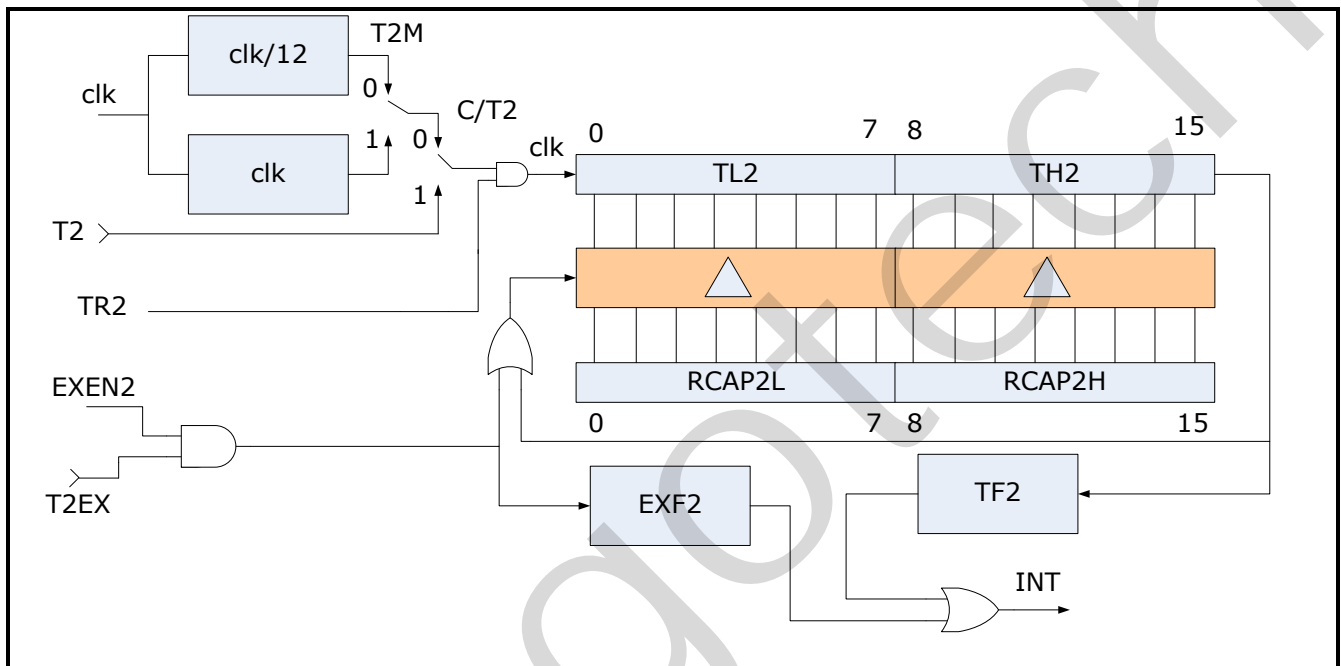 T2M
clk/12
clk
0
C/T2
1
0
clk
clk
1
0
7
8
15
TL2
TH2
T2
TR2
RCAP2L
RCAP2H
0
7
8
15
EXEN2
T2EX
EXF2
TF2
INT
gotech